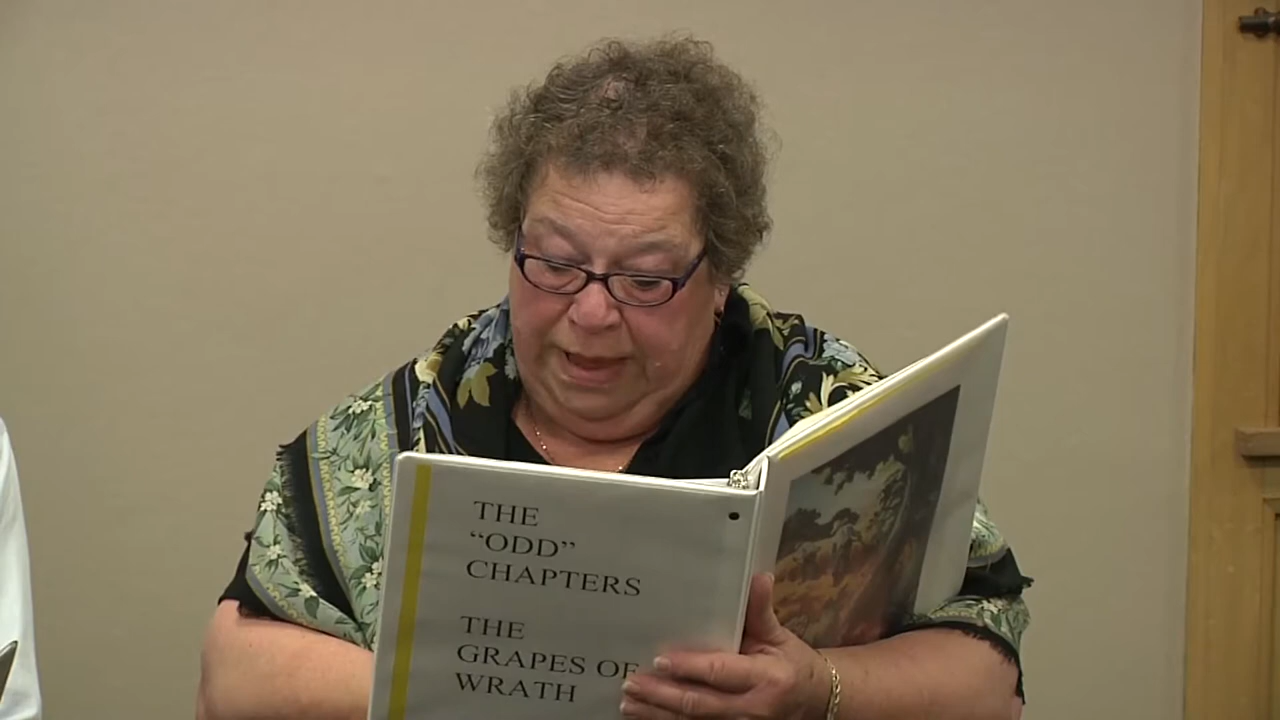 THE
“ODD”
CHAPTERS
THE
GRAPES OF
WRATH